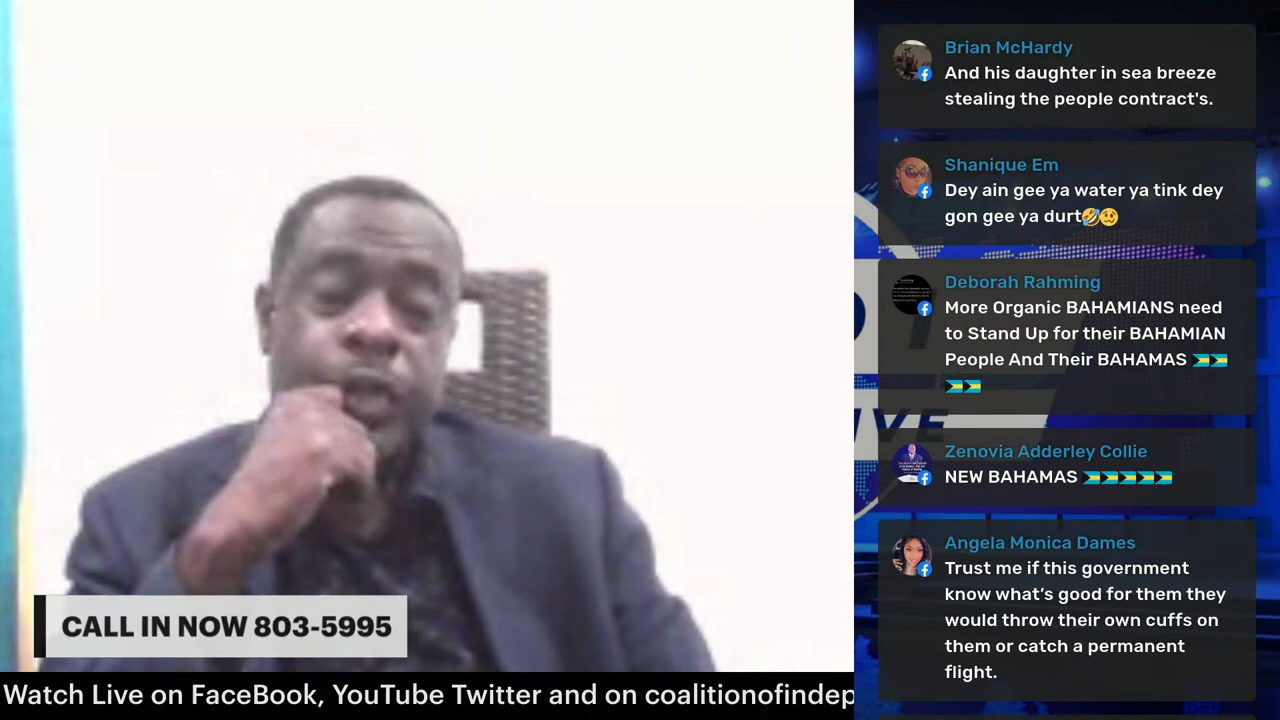 CALL IN NOW 803-5995
Watch Live on FaceBook, YouTube Twitter and on coalitionofindep
Brian McHardy
And his daughter in sea breeze
stealing the people contract's.
Shanique Em
Dey ain gee ya water ya tink dey
gon gee ya durt🤣🥴
Deborah Rahming
More Organic BAHAMIANS need
to Stand Up for their BAHAMIAN
People And Their BAHAMAS 🇧🇸🇧🇸
🇧🇸🇧🇸
Zenovia Adderley Collie
NEW BAHAMAS 🇧🇸🇧🇸🇧🇸🇧🇸🇧🇸
Angela Monica Dames
Trust me if this government
know what’s good for them they
would throw their own cuffs on
them or catch a permanent
flight.